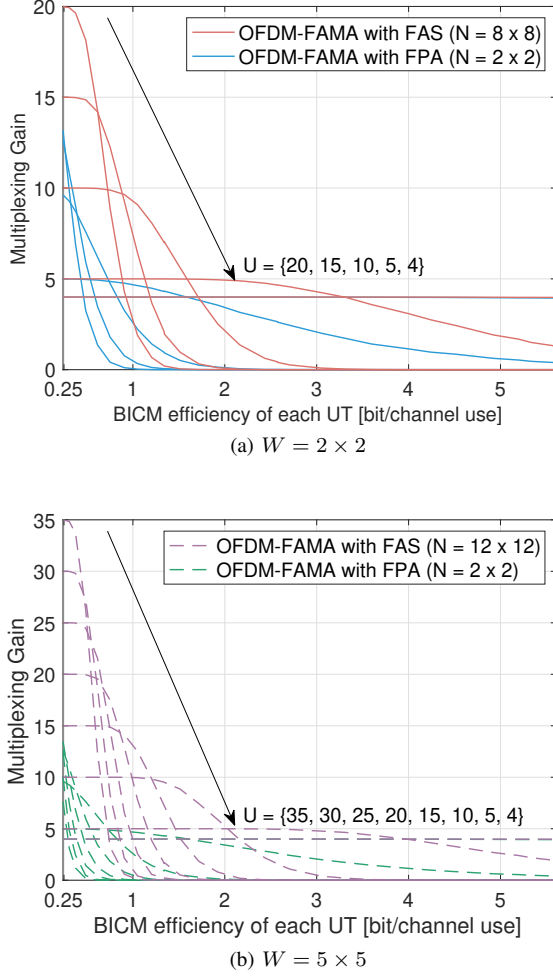 20
15
10
5
0
Multiplexing Gain
OFDM-FAMA with FAS (N = 8 x 8)
OFDM-FAMA with FPA (N = 2 x 2)
U = {20, 15, 10, 5, 4}
0.25 1 2 3 4 5
BICM efficiency of each UT [bit/channel use]
(a) W = 2 × 2
35
30
25
20
15
10
5
0
Multiplexing Gain
OFDM-FAMA with FAS (N = 12 x 12)
OFDM-FAMA with FPA (N = 2 x 2)
U = {35, 30, 25, 20, 15, 10, 5, 4}
0.25 1 2 3 4 5
BICM efficiency of each UT [bit/channel use]
(b) W = 5 × 5